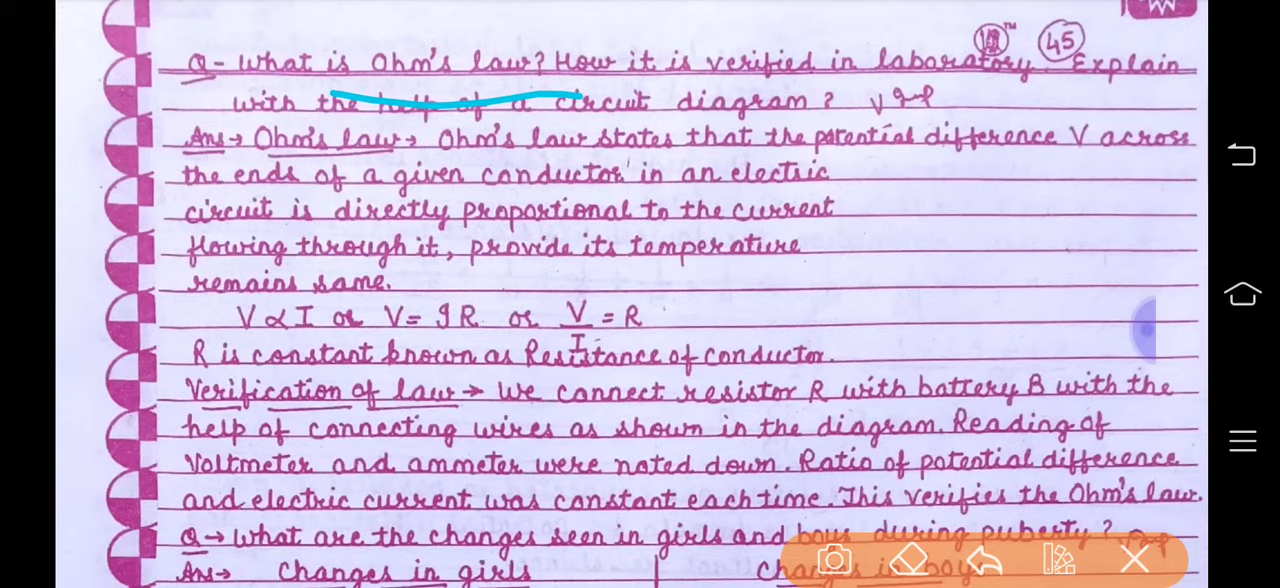 45
Q- What is Ohm's law? How it is verified in laboratory. Explain
with the help of a circuit diagram?
Ans→ Ohm's law→ Ohm's law states that the potential difference V across
the ends of a given conductor in an electric
circuit is directly proportional to the current
flowing through it, provide its temperature
remains same.
V ∝ I or V = IR or V/I = R
R is constant known as Resistance of conductor.
Verification of law→ We connect resistor R with battery B with the
help of connecting wires as shown in the diagram. Reading of
Voltmeter and ammeter were noted down. Ratio of potential difference
and electric current was constant each time. This verifies the Ohm's law.
Q→ What are the changes seen in girls and boys during puberty?
Ans→ Changes in girls Changes in boys